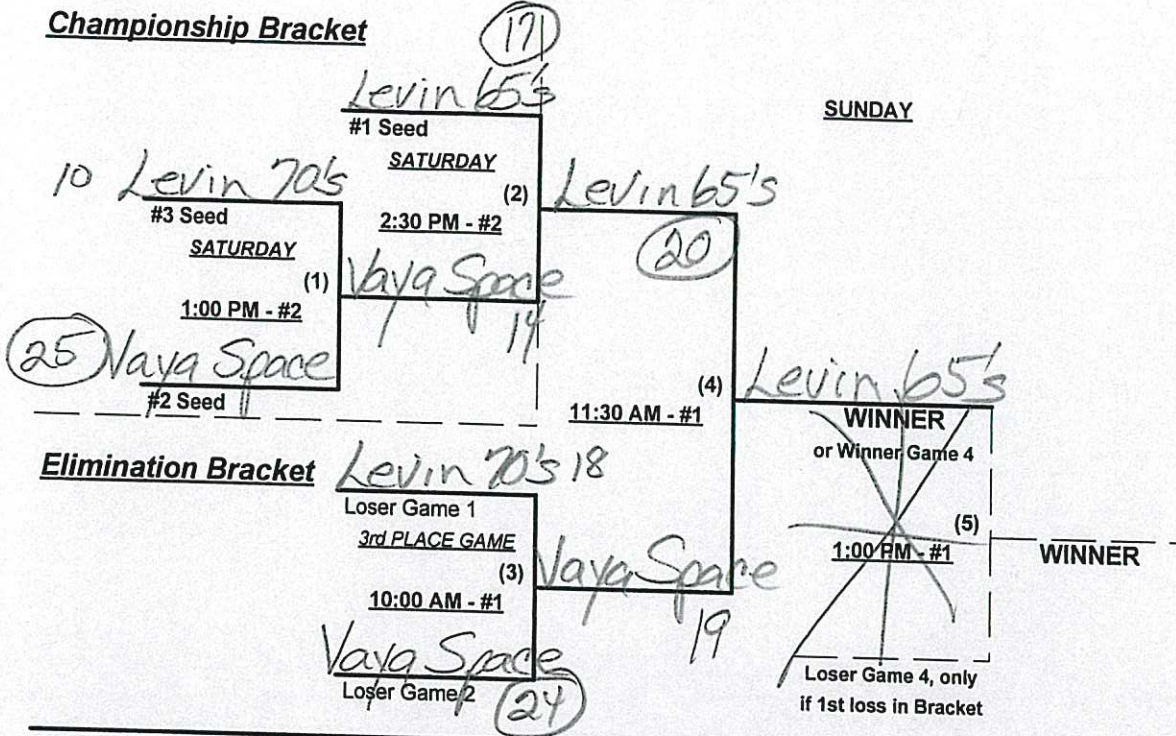 Championship Bracket
17
Levin 65's
#1 Seed
SUNDAY
SATURDAY
10 Levin 70's
(2)
Levin 65's
#3 Seed
2:30 PM - #2
20
SATURDAY
(1)
Vaya Space
1:00 PM - #2
14
25 Vaya Space
#2 Seed
(4)
Levin 65's
11:30 AM - #1
WINNER
or Winner Game 4
Elimination Bracket
Levin 70's 18
Loser Game 1
3rd PLACE GAME
(3)
Vaya Space
(5)
1:00 PM - #1
WINNER
10:00 AM - #1
19
Vaya Space
Loser Game 2
24
Loser Game 4, only
if 1st loss in Bracket